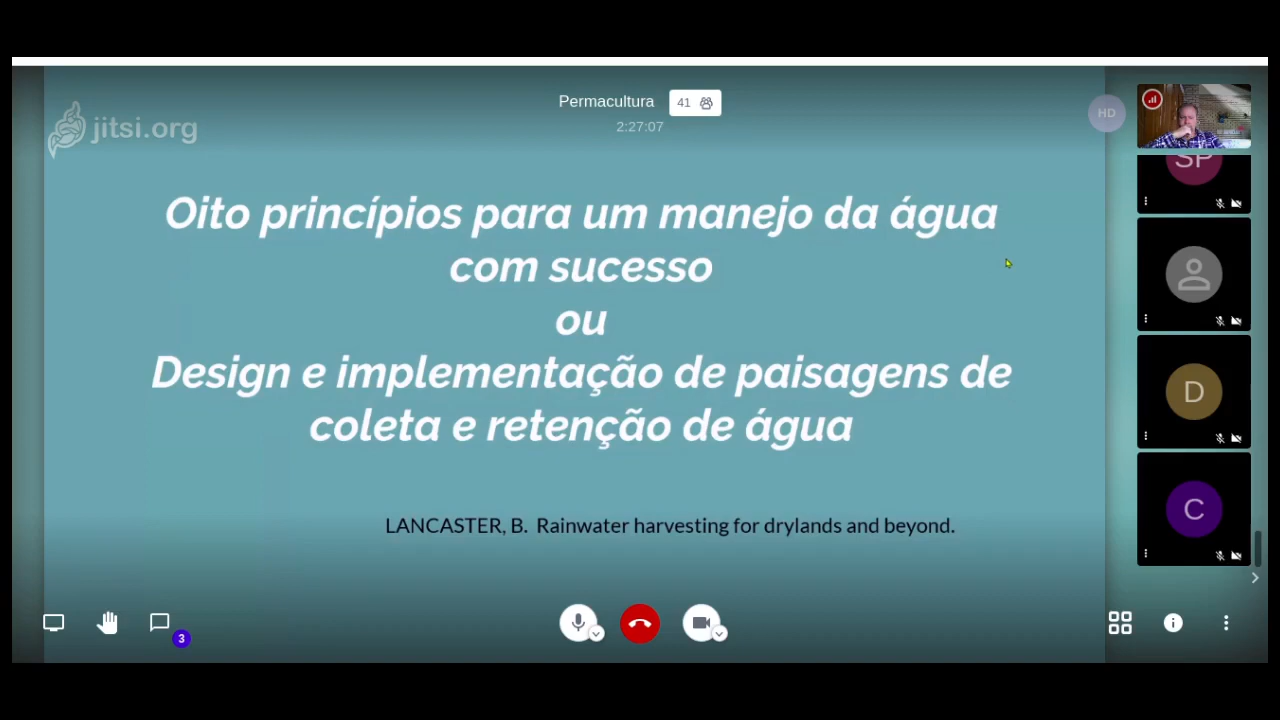 jitsi.org
Permacultura
41
2:27:07
HD
Oito princípios para um manejo da água
com sucesso
ou
Design e implementação de paisagens de
coleta e retenção de água
LANCASTER, B. Rainwater harvesting for drylands and beyond.
SP
D
C
3